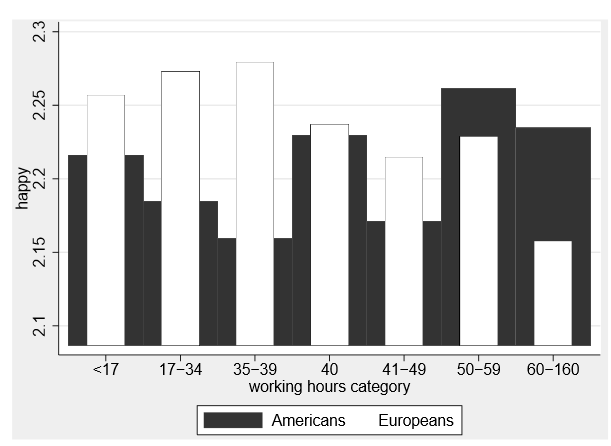 2.3
2.25
2.2
2.15
2.1
happy
<17 17–34 35–39 40 41–49 50–59 60–160
working hours category
Americans Europeans